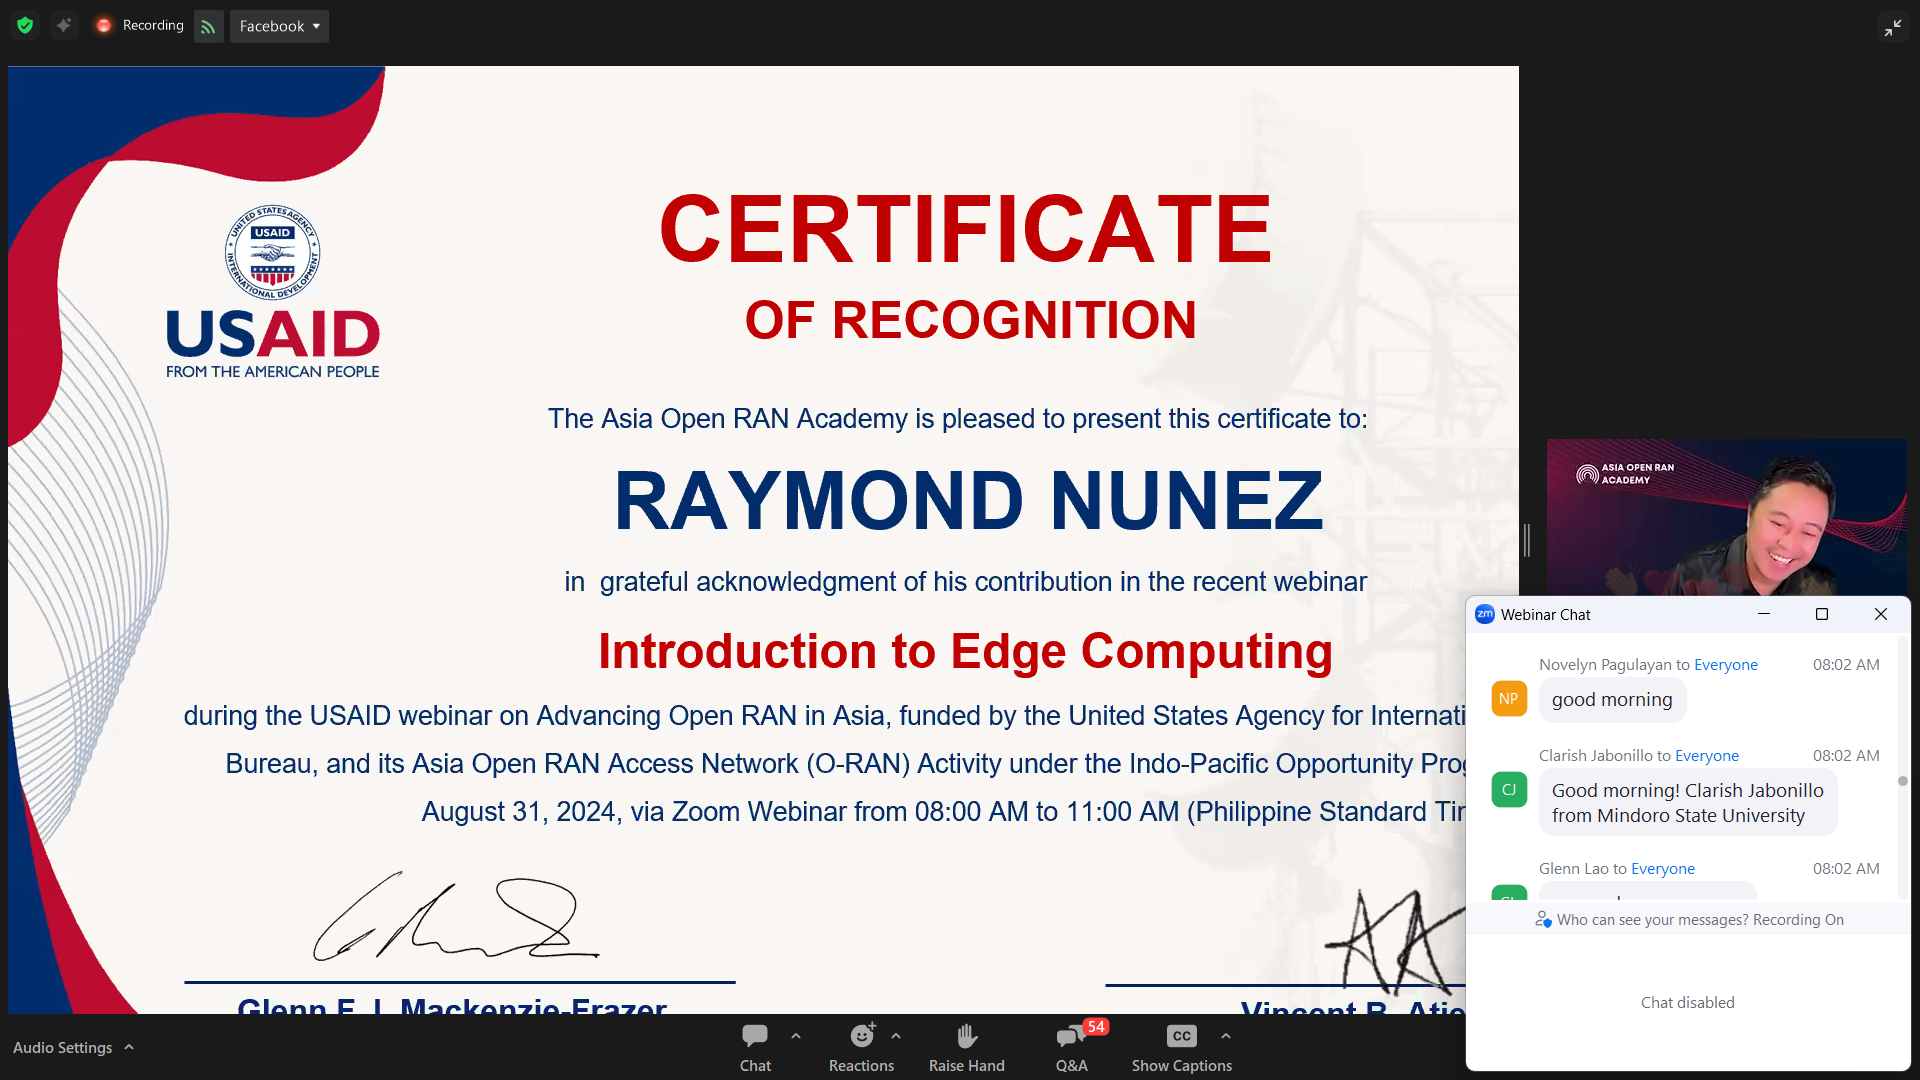 Recording
Facebook
UNITED STATES AGENCY
USAID
INTERNATIONAL DEVELOPMENT
USAID
FROM THE AMERICAN PEOPLE
CERTIFICATE
OF RECOGNITION
The Asia Open RAN Academy is pleased to present this certificate to:
RAYMOND NUNEZ
in grateful acknowledgment of his contribution in the recent webinar
Introduction to Edge Computing
during the USAID webinar on Advancing Open RAN in Asia, funded by the United States Agency for Internati
Bureau, and its Asia Open RAN Access Network (O-RAN) Activity under the Indo-Pacific Opportunity Prog
August 31, 2024, via Zoom Webinar from 08:00 AM to 11:00 AM (Philippine Standard Tim
Glenn E. J. Mackenzie-Frazer
Vincent B. Atie
ASIA OPEN RAN
ACADEMY
zm Webinar Chat
Novelyn Pagulayan to Everyone 08:02 AM
NP
good morning
Clarish Jabonillo to Everyone 08:02 AM
CJ
Good morning! Clarish Jabonillo
from Mindoro State University
Glenn Lao to Everyone 08:02 AM
Who can see your messages? Recording On
Chat disabled
Audio Settings
Chat
Reactions
Raise Hand
54
Q&A
CC
Show Captions